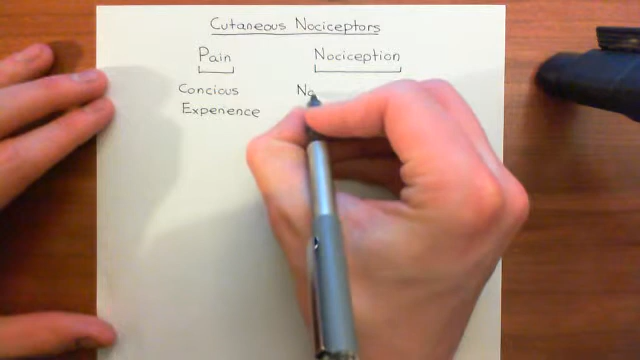 Cutaneous Nociceptors
Pain Nociception
Concious No
Experience